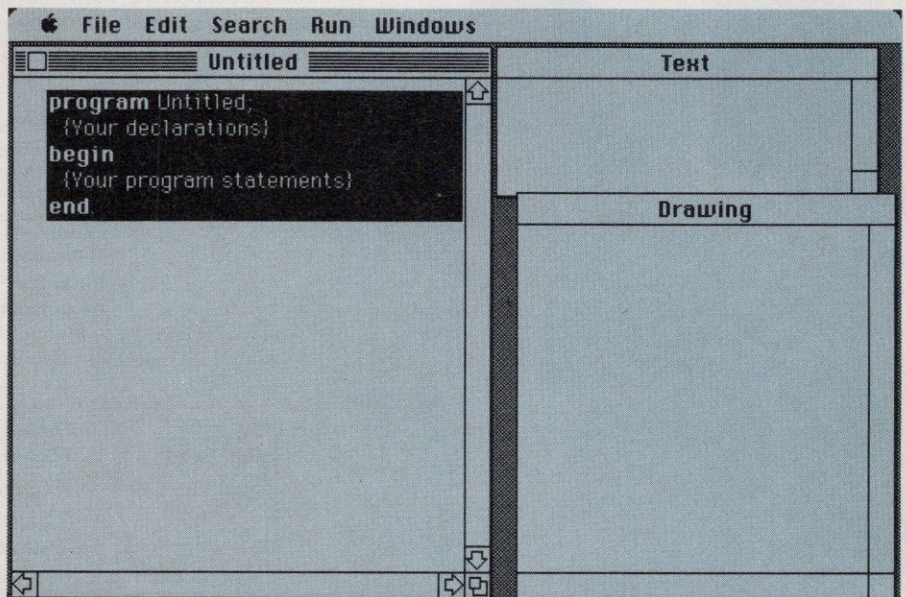 File Edit Search Run Windows
Untitled
program Untitled;
{Your declarations}
begin
{Your program statements}
end.
Text
Drawing